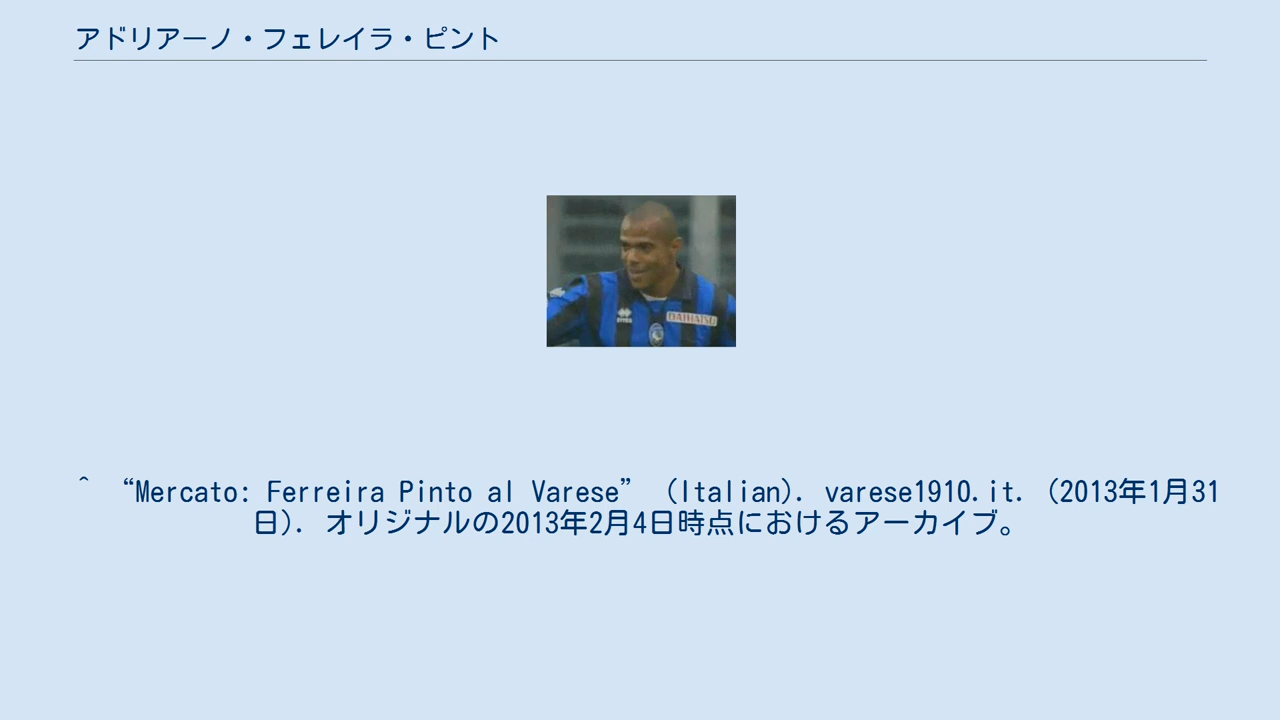 アドリアーノ・フェレイラ・ピント
DAIHATSU
^ “Mercato: Ferreira Pinto al Varese” (Italian). varese1910.it. (2013年1月31
日). オリジナルの2013年2月4日時点におけるアーカイブ。